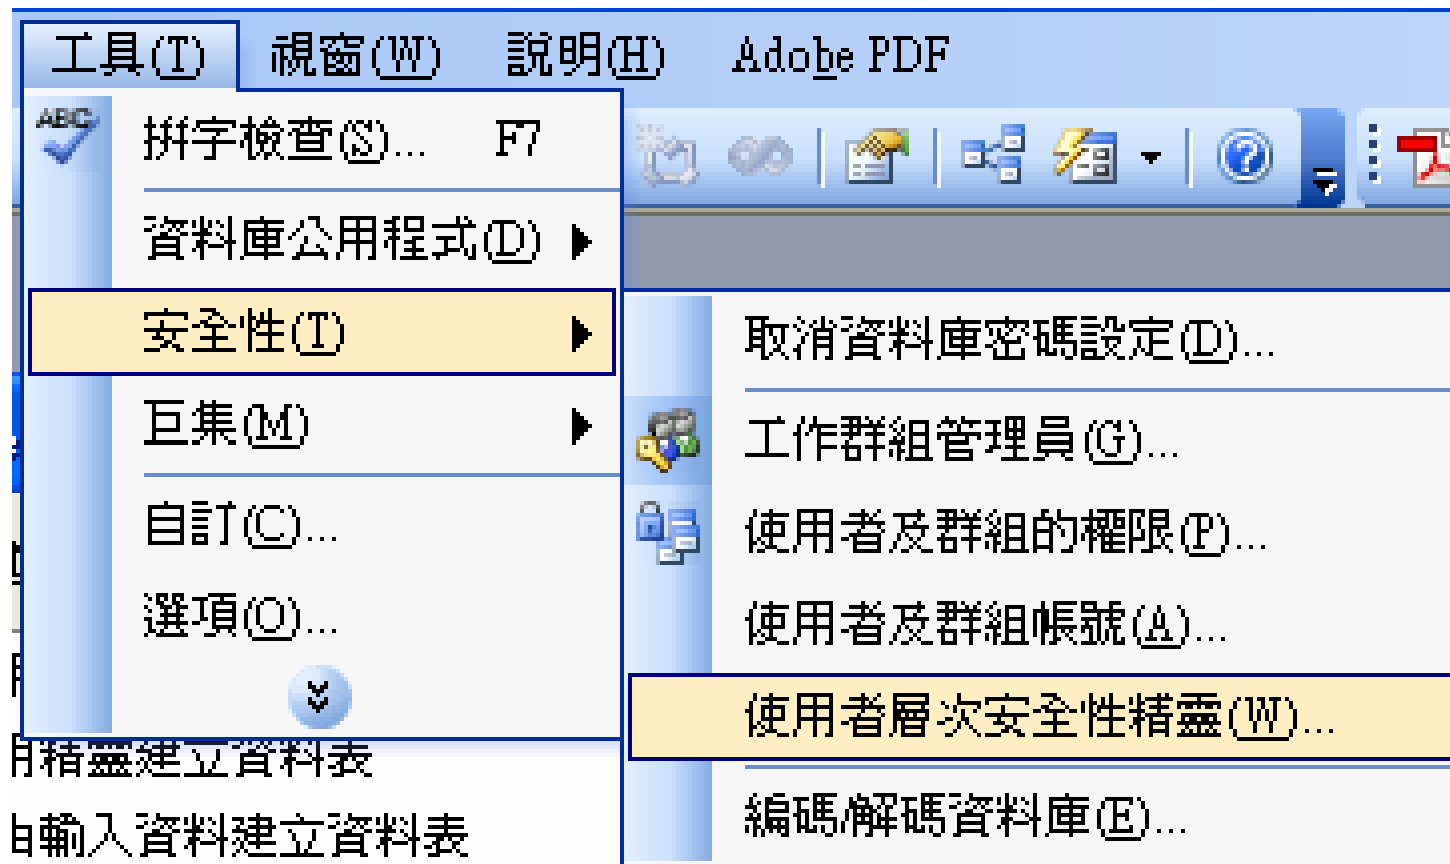 工具(T) 視窗(W) 說明(H) Adobe PDF
ABC
拼字檢查(S)... F7
資料庫公用程式(D)
安全性(T)
巨集(M)
自訂(C)...
選項(O)...
取消資料庫密碼設定(D)...
工作群組管理員(G)...
使用者及群組的權限(P)...
使用者及群組帳號(A)...
使用者層次安全性精靈(W)...
編碼/解碼資料庫(E)...
精靈建立資料表
輸入資料建立資料表